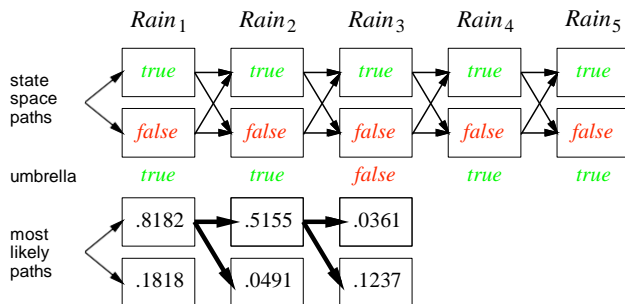 Rain1 Rain2 Rain3 Rain4 Rain5
state space paths
true true true true true
false false false false false
umbrella true true false true true
most likely paths
.8182 .5155 .0361
.1818 .0491 .1237